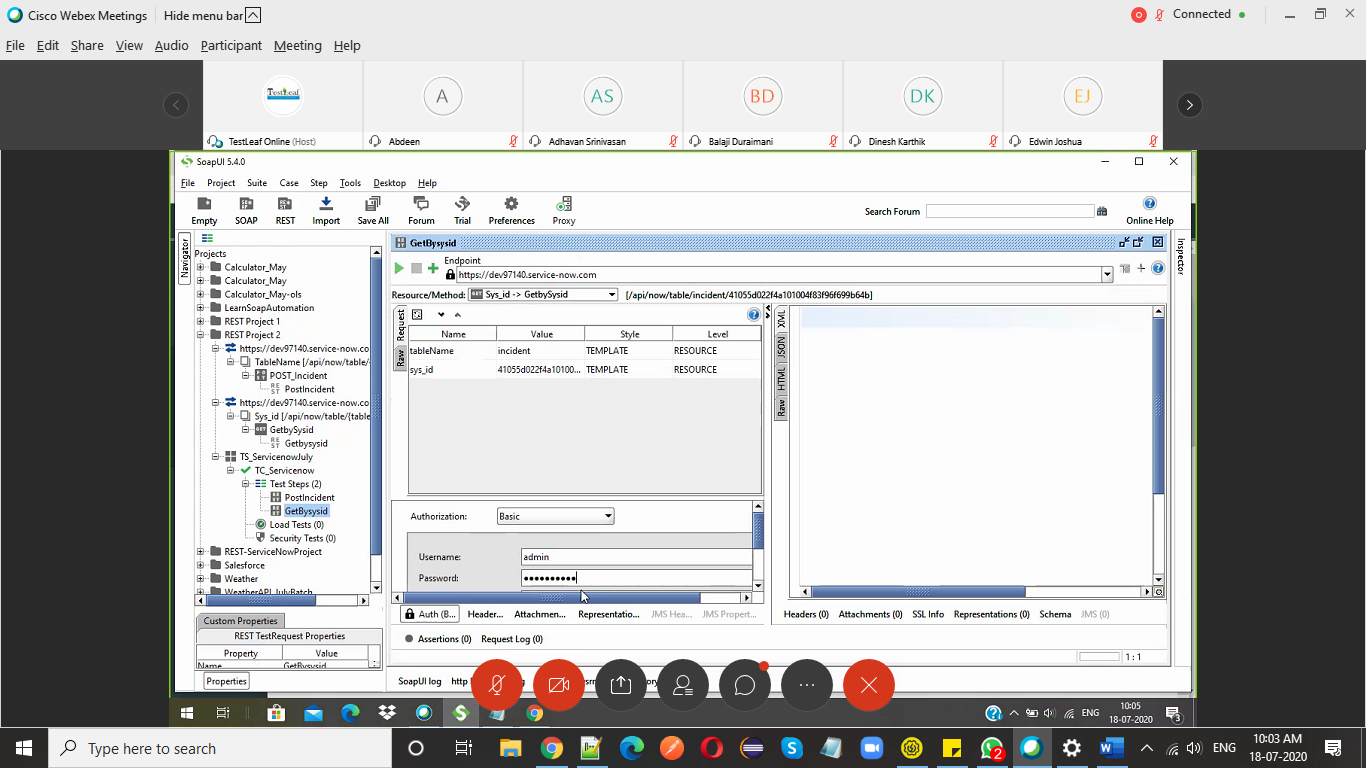 Cisco Webex Meetings Hide menu bar Connected
File Edit Share View Audio Participant Meeting Help
TestLeaf A AS BD DK EJ
TestLeaf Online (Host) Abdeen Adhavan Srinivasan Balaji Duraimani Dinesh Karthik Edwin Joshua
SoapUI 5.4.0
File Project Suite Case Step Tools Desktop Help
Empty SOAP REST Import Save All Forum Trial Preferences Proxy Search Forum Online Help
Navigator
Projects
Calculator_May
Calculator_May
Calculator_May-ols
LearnSoapAutomation
REST Project 1
REST Project 2
https://dev97140.service-now.co
TableName [/api/now/table/
POST_Incident
PostIncident
https://dev97140.service-now.co
Sys_id [/api/now/table/{table
GetbySysid
Getbysysid
TS_ServicenowJuly
TC_Servicenow
Test Steps (2)
PostIncident
GetBysysid
Load Tests (0)
Security Tests (0)
REST-ServiceNowProject
Salesforce
Weather
WeatherAPI_JulyBatch
Custom Properties
REST TestRequest Properties
Property Value
Name GetBysysid
Properties
GetBysysid
Endpoint
https://dev97140.service-now.com
Resource/Method: GET Sys_id -> GetbySysid [/api/now/table/incident/41055d022f4a101004f83f96f699b64b]
Request
Raw
Name Value Style Level
tableName incident TEMPLATE RESOURCE
sys_id 41055d022f4a10100... TEMPLATE RESOURCE
Authorization: Basic
Username: admin
Password: ●●●●●●●●●●
Auth (B... Header... Attachmen... Representatio... JMS Hea... JMS Propert...
XML
JSON
HTML
Raw
Headers (0) Attachments (0) SSL Info Representations (0) Schema JMS (0)
Assertions (0) Request Log (0)
1 : 1
Inspector
SoapUI log
10:05
ENG
18-07-2020
3
Type here to search
2
ENG
10:03 AM
18-07-2020